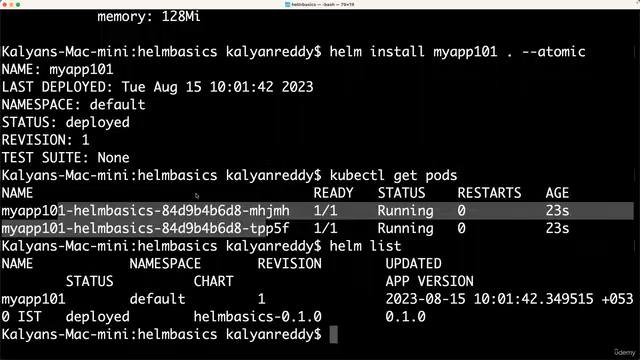 helmbasics — -bash — 79×19
memory: 128Mi
Kalyans-Mac-mini:helmbasics kalyanreddy$ helm install myapp101 . --atomic
NAME: myapp101
LAST DEPLOYED: Tue Aug 15 10:01:42 2023
NAMESPACE: default
STATUS: deployed
REVISION: 1
TEST SUITE: None
Kalyans-Mac-mini:helmbasics kalyanreddy$ kubectl get pods
NAME READY STATUS RESTARTS AGE
myapp101-helmbasics-84d9b4b6d8-mhjmh 1/1 Running 0 23s
myapp101-helmbasics-84d9b4b6d8-tpp5f 1/1 Running 0 23s
Kalyans-Mac-mini:helmbasics kalyanreddy$ helm list
NAME NAMESPACE REVISION UPDATED
STATUS CHART APP VERSION
myapp101 default 1 2023-08-15 10:01:42.349515 +053
0 IST deployed helmbasics-0.1.0 0.1.0
Kalyans-Mac-mini:helmbasics kalyanreddy$
udemy